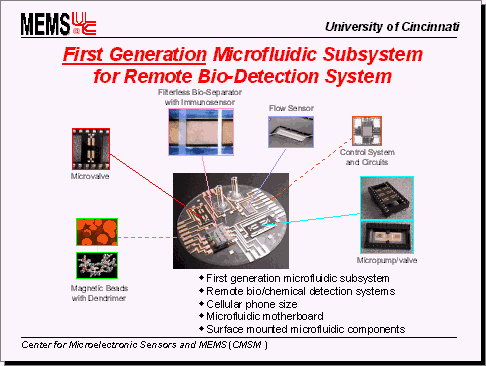 MEMS@UC
University of Cincinnati
First Generation Microfluidic Subsystem
for Remote Bio-Detection System
Filterless Bio-Separator
with Immunosensor
Flow Sensor
Control System
and Circuits
Microvalve
Micropump/valve
Magnetic Beads
with Dendrimer
◆ First generation microfluidic subsystem
◆ Remote bio/chemical detection systems
◆ Cellular phone size
◆ Microfluidic motherboard
◆ Surface mounted microfluidic components
Center for Microelectronic Sensors and MEMS (CMSM )